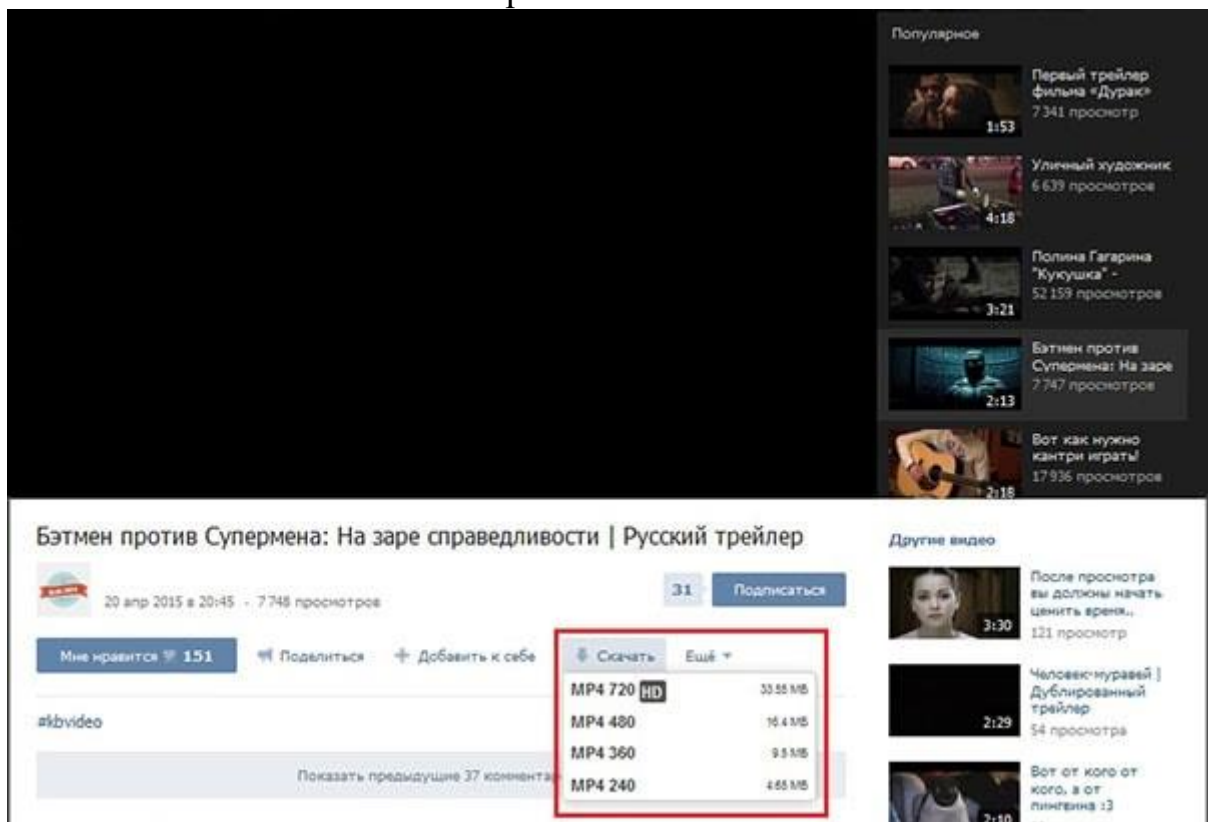 Популярное
Первый трейлер
фильма «Дурак»
7 341 просмотр
1:53
Уличный художник
6 639 просмотров
4:18
Полина Гагарина
"Кукушка" -
52 159 просмотров
3:21
Бэтмен против
Супермена: На заре
7 747 просмотров
2:13
Вот как нужно
кантри играть!
17 936 просмотров
2:18
Бэтмен против Супермена: На заре справедливости | Русский трейлер
20 апр 2015 в 20:45 - 7 748 просмотров
31 Подписаться
Мне нравится 151 Поделиться + Добавить к себе Скачать Ещё
MP4 720 HD 33.55 MБ
MP4 480 16.4 MБ
MP4 360 9.5 MБ
MP4 240 4.65 MБ
#kbvideo
Показать предыдущие 37 коммента
Другие видео
После просмотра
вы должны начать
ценить время..
3:30
121 просмотр
Человек-муравей |
Дублированный
трейлер
2:29
54 просмотра
Вот от кого от
кого, а от
пингвина :3
2:10